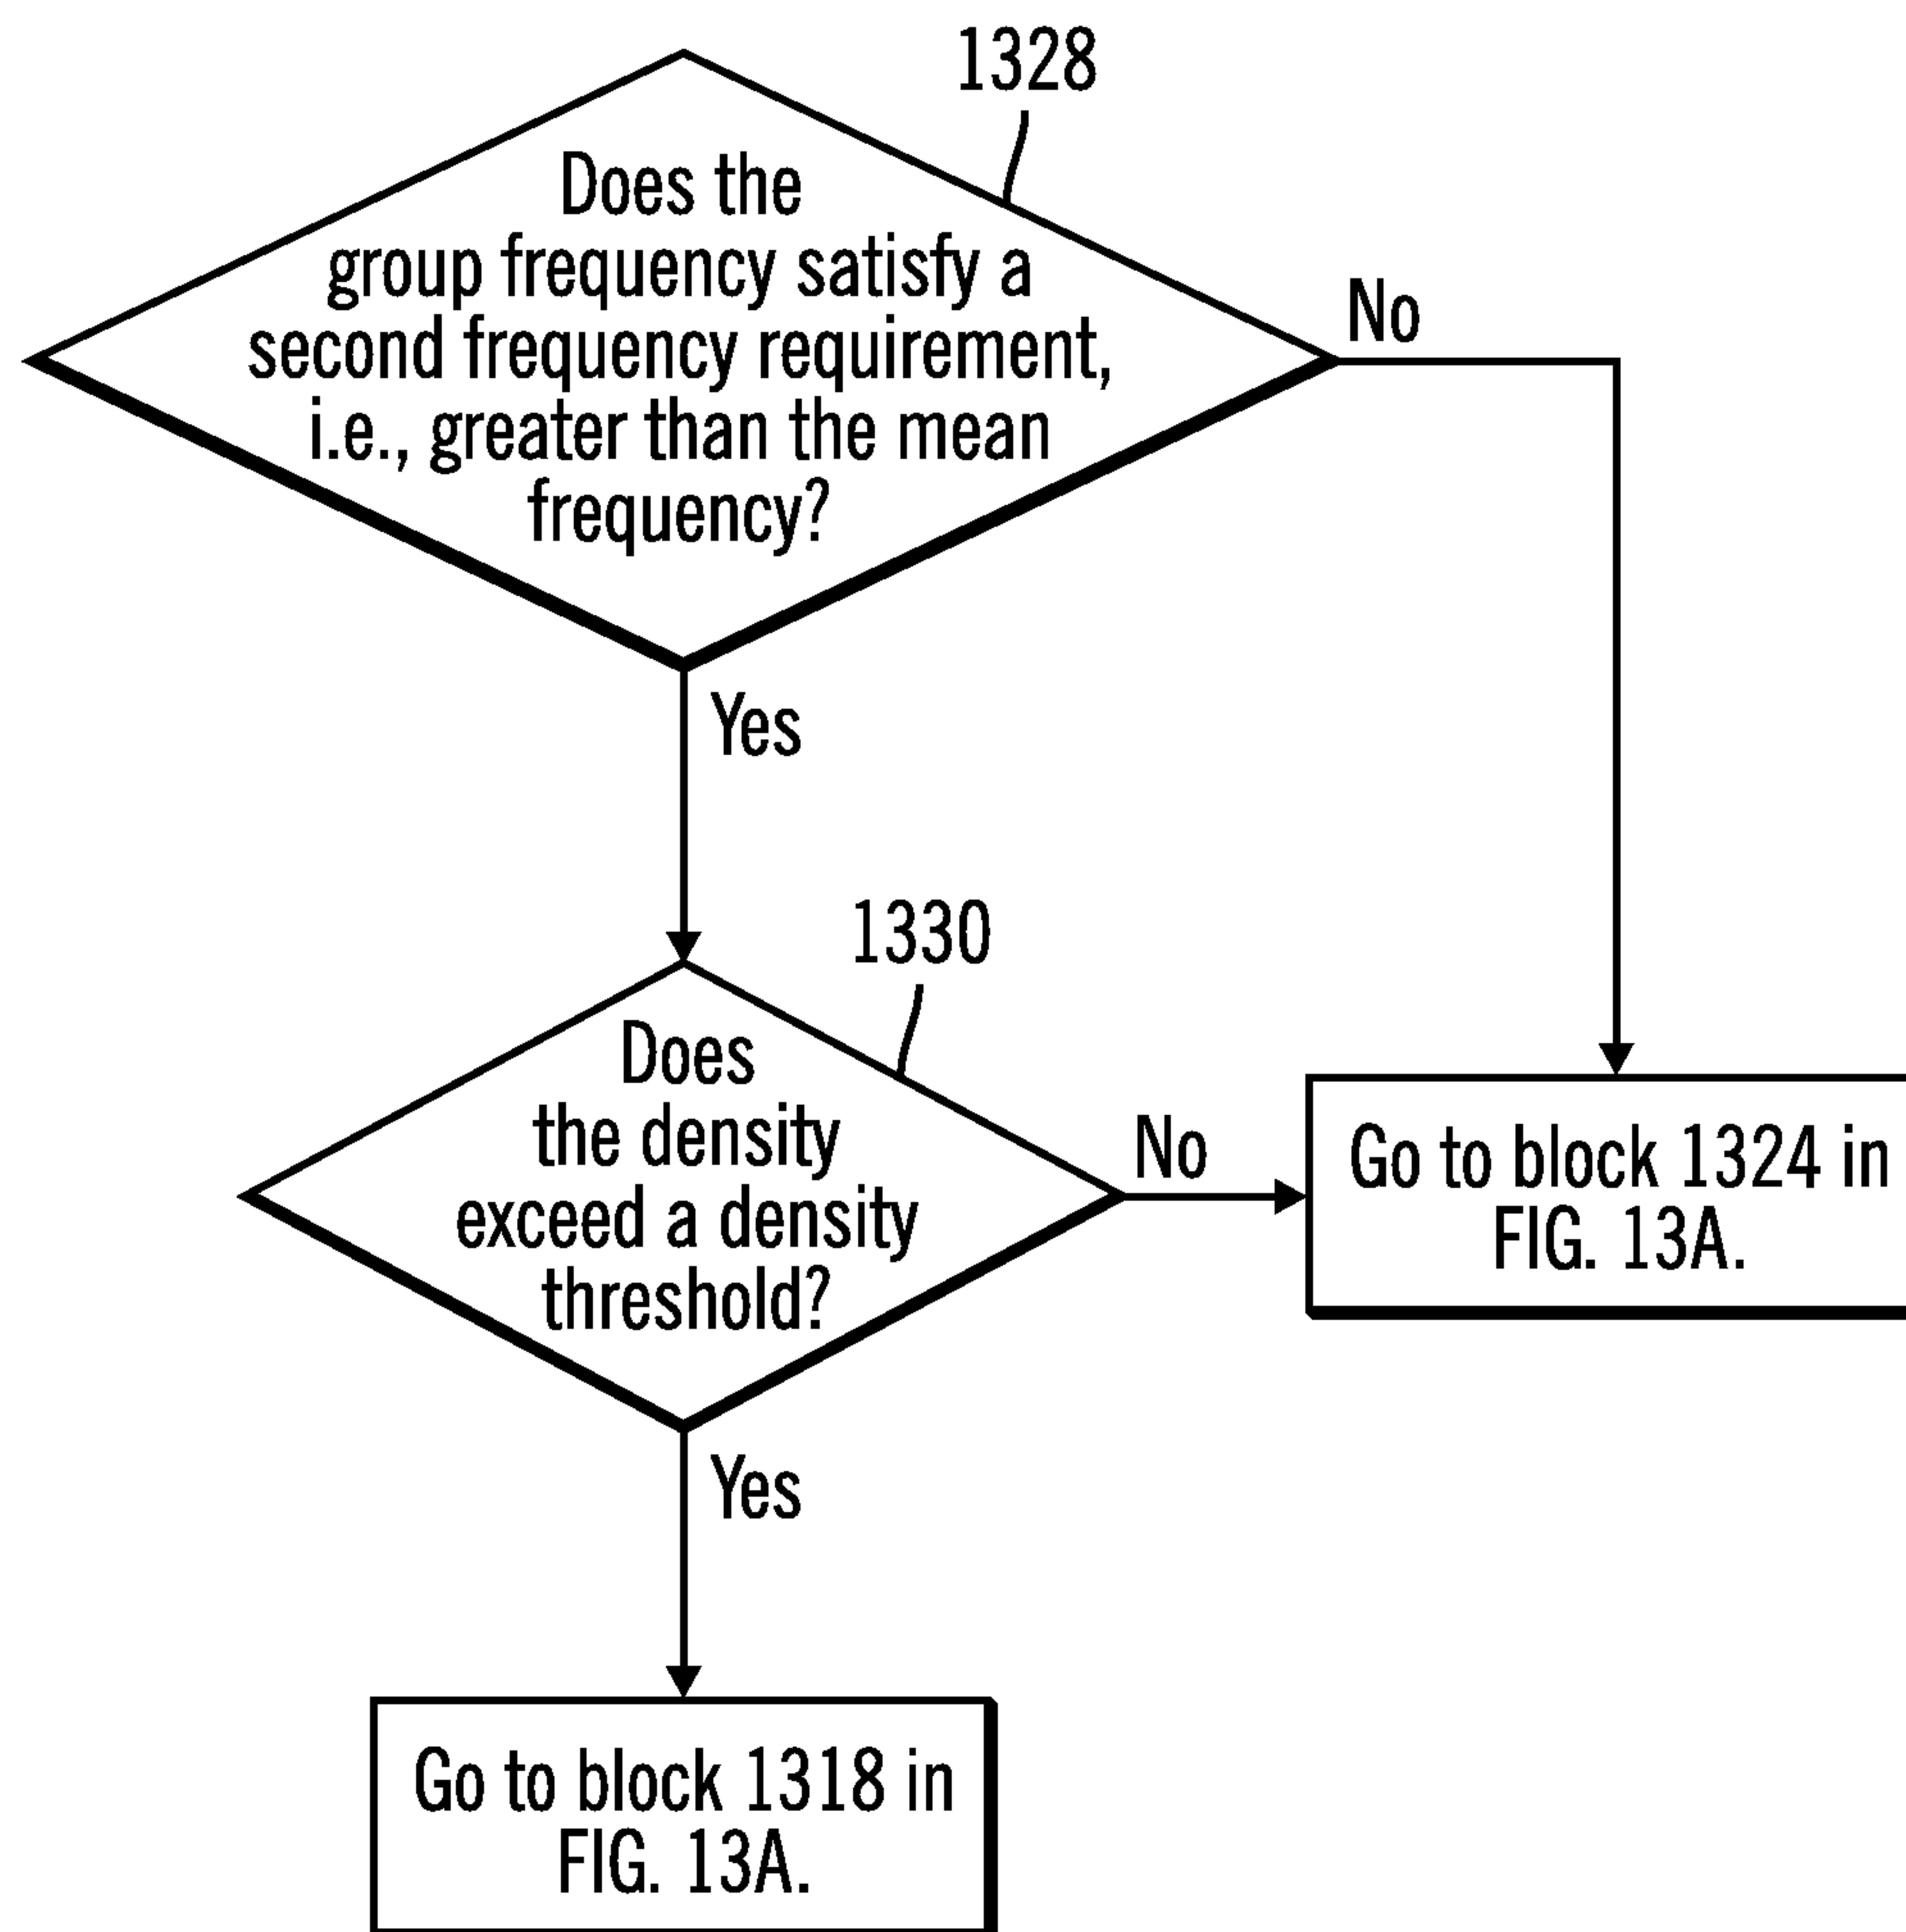 1328
Does the
group frequency satisfy a
second frequency requirement,
i.e., greater than the mean
frequency?
No
Yes
1330
Does
the density
exceed a density
threshold?
No
Go to block 1324 in
FIG. 13A.
Yes
Go to block 1318 in
FIG. 13A.